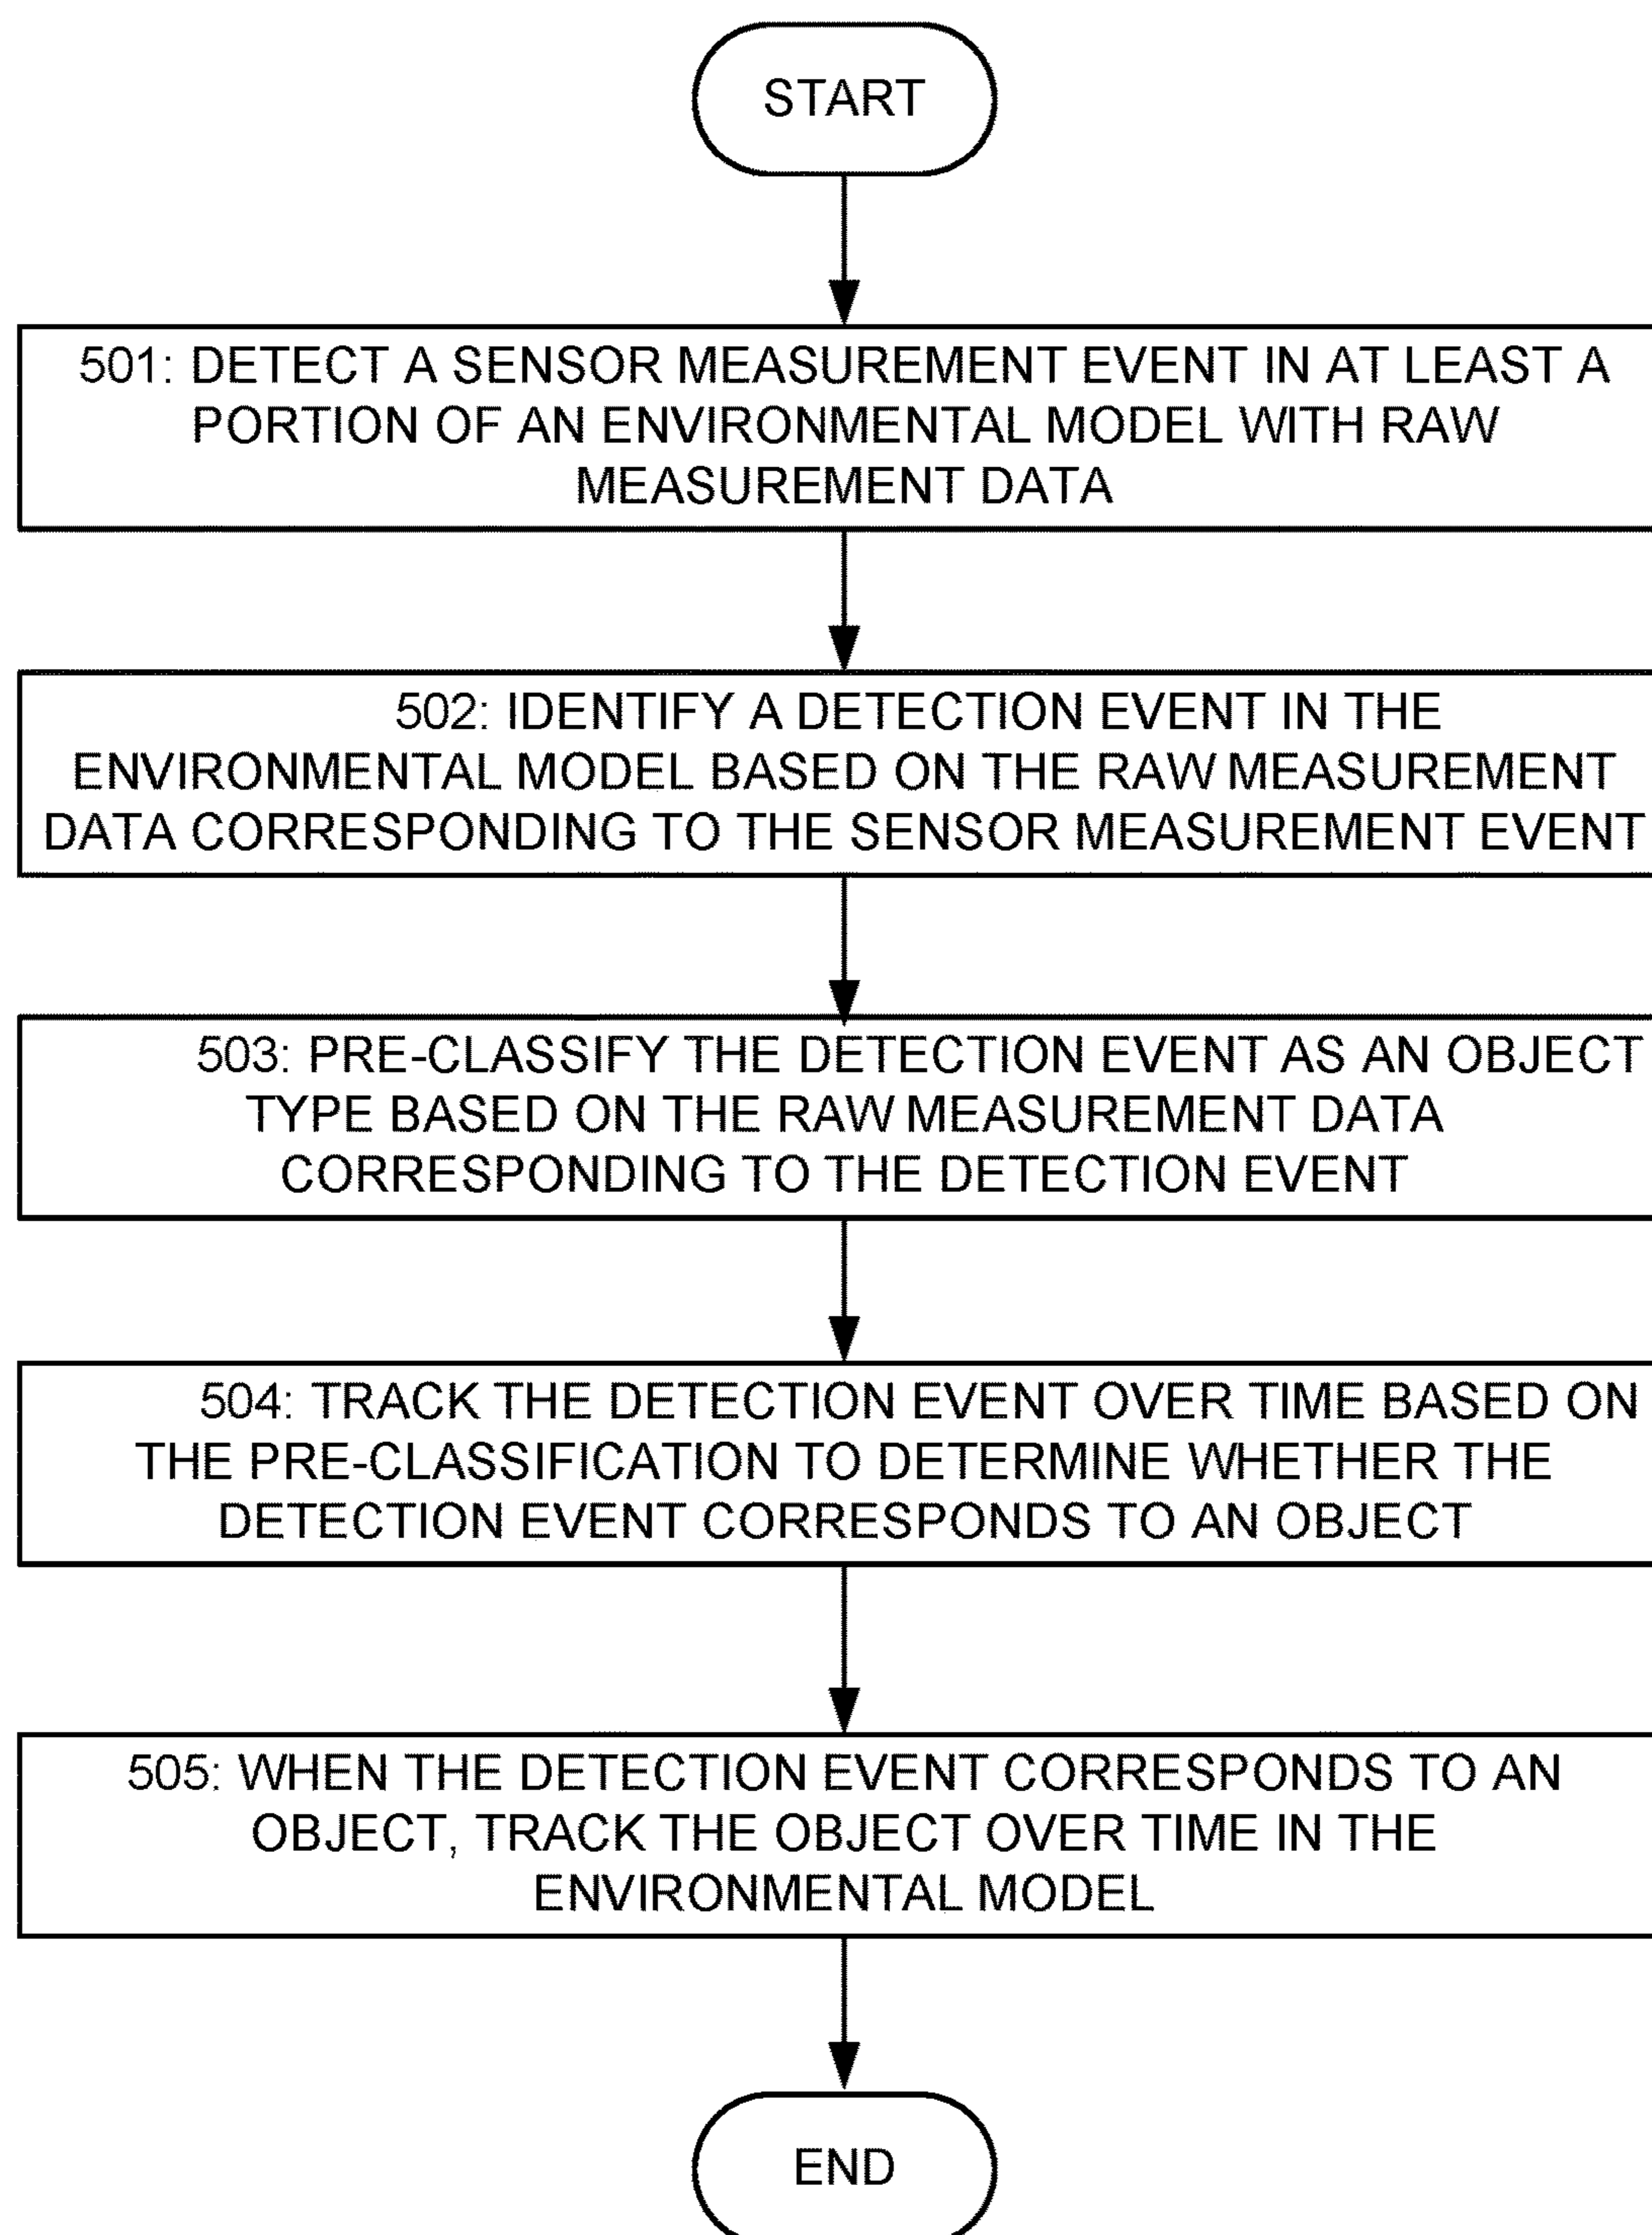 START
501: DETECT A SENSOR MEASUREMENT EVENT IN AT LEAST A
PORTION OF AN ENVIRONMENTAL MODEL WITH RAW
MEASUREMENT DATA
502: IDENTIFY A DETECTION EVENT IN THE
ENVIRONMENTAL MODEL BASED ON THE RAW MEASUREMENT
DATA CORRESPONDING TO THE SENSOR MEASUREMENT EVENT
503: PRE-CLASSIFY THE DETECTION EVENT AS AN OBJECT
TYPE BASED ON THE RAW MEASUREMENT DATA
CORRESPONDING TO THE DETECTION EVENT
504: TRACK THE DETECTION EVENT OVER TIME BASED ON
THE PRE-CLASSIFICATION TO DETERMINE WHETHER THE
DETECTION EVENT CORRESPONDS TO AN OBJECT
505: WHEN THE DETECTION EVENT CORRESPONDS TO AN
OBJECT, TRACK THE OBJECT OVER TIME IN THE
ENVIRONMENTAL MODEL
END